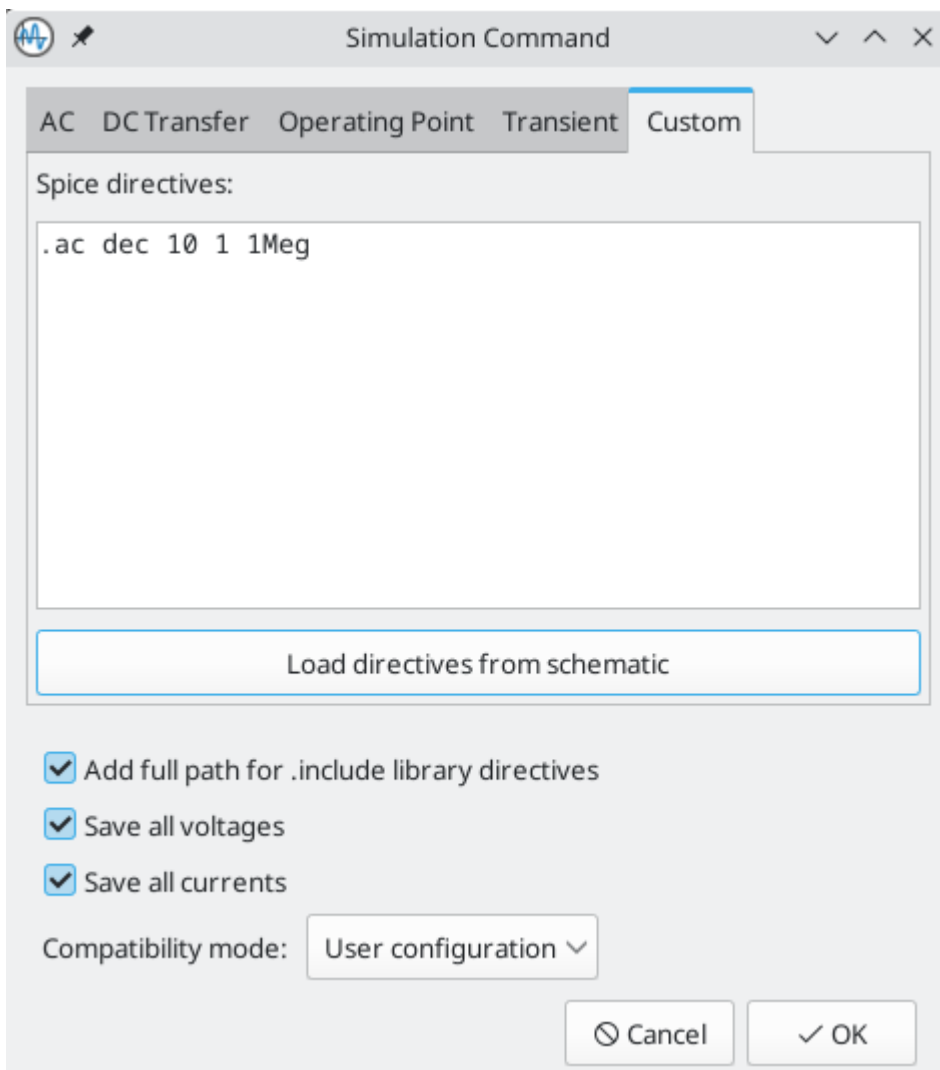 Simulation Command
AC DC Transfer Operating Point Transient Custom
Spice directives:
.ac dec 10 1 1Meg
Load directives from schematic
Add full path for .include library directives
Save all voltages
Save all currents
Compatibility mode: User configuration
Cancel OK